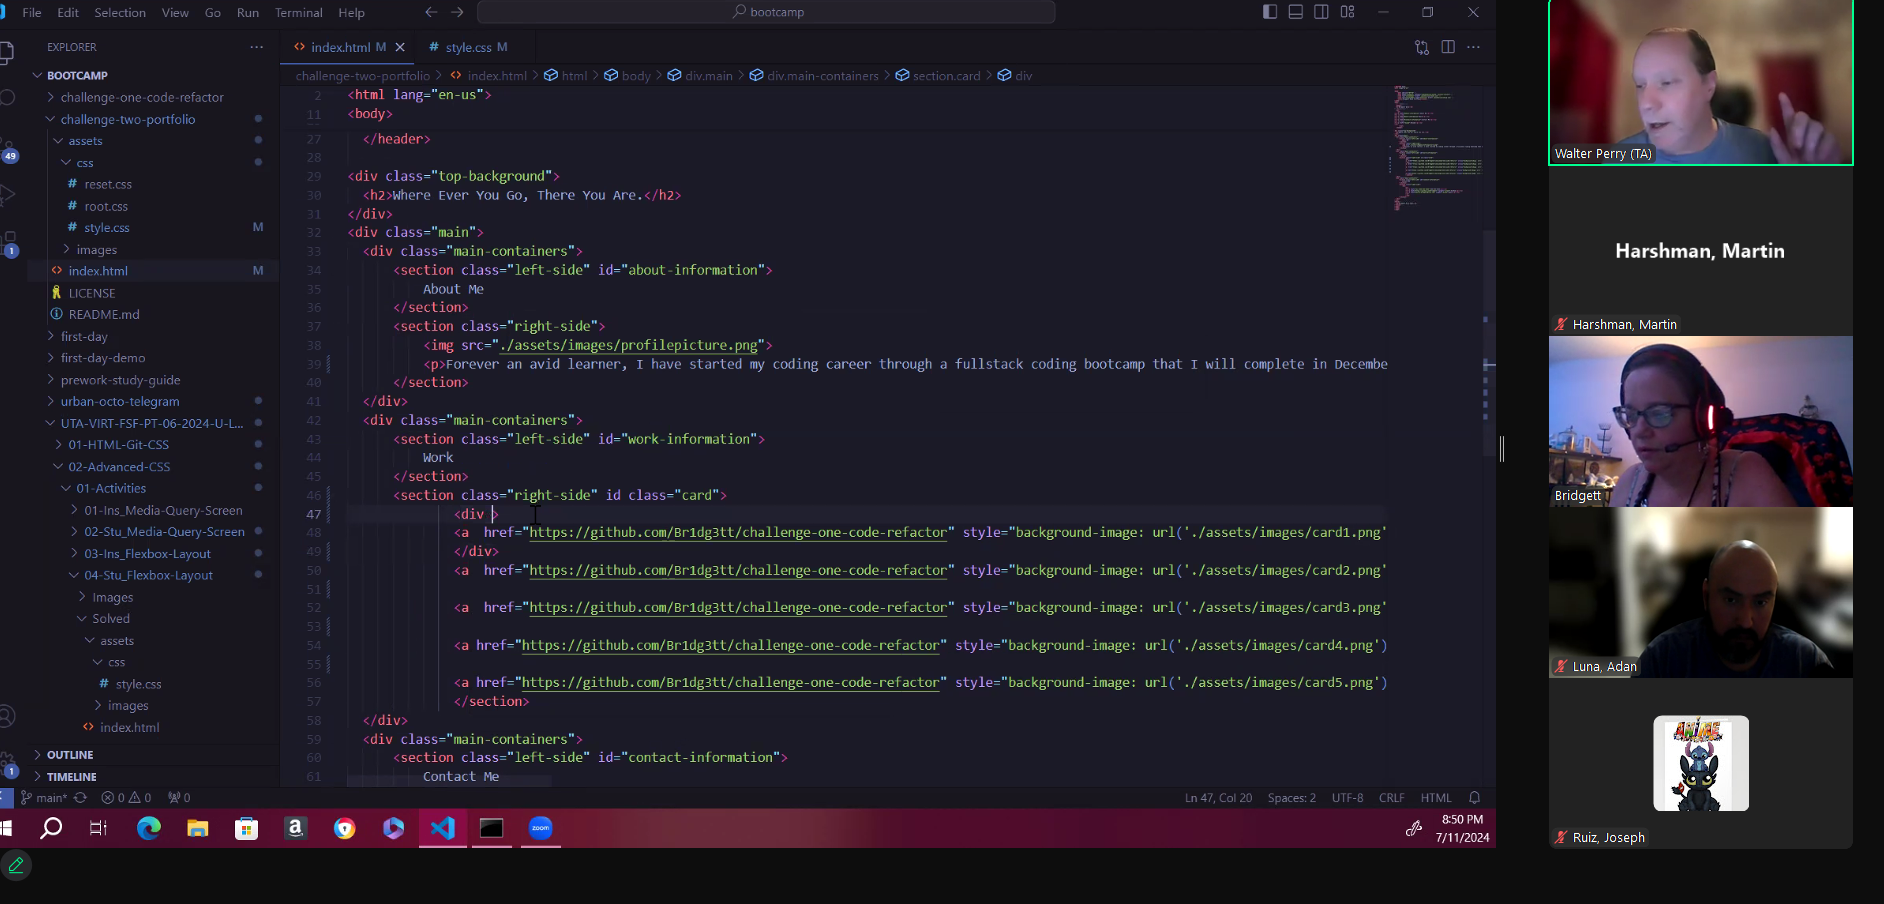 File Edit Selection View Go Run Terminal Help
bootcamp
EXPLORER
BOOTCAMP
challenge-one-code-refactor
challenge-two-portfolio
assets
css
reset.css
root.css
style.css M
images
index.html M
LICENSE
README.md
first-day
first-day-demo
prework-study-guide
urban-octo-telegram
UTA-VIRT-FSF-PT-06-2024-U-L...
01-HTML-Git-CSS
02-Advanced-CSS
01-Activities
01-Ins_Media-Query-Screen
02-Stu_Media-Query-Screen
03-Ins_Flexbox-Layout
04-Stu_Flexbox-Layout
Images
Solved
assets
css
style.css
images
index.html
OUTLINE
TIMELINE
49
1
1
index.html M
style.css M
challenge-two-portfolio > index.html > html > body > div.main > div.main-containers > section.card > div
2 <html lang="en-us">
11 <body>
27 </header>
28
29 <div class="top-background">
30 <h2>Where Ever You Go, There You Are.</h2>
31 </div>
32 <div class="main">
33 <div class="main-containers">
34 <section class="left-side" id="about-information">
35 About Me
36 </section>
37 <section class="right-side">
38 <img src="./assets/images/profilepicture.png">
39 <p>Forever an avid learner, I have started my coding career through a fullstack coding bootcamp that I will complete in Decembe
40 </section>
41 </div>
42 <div class="main-containers">
43 <section class="left-side" id="work-information">
44 Work
45 </section>
46 <section class="right-side" id class="card">
47 <div >
48 <a  href="https://github.com/Br1dg3tt/challenge-one-code-refactor" style="background-image: url('./assets/images/card1.png'
49 </div>
50 <a  href="https://github.com/Br1dg3tt/challenge-one-code-refactor" style="background-image: url('./assets/images/card2.png'
51
52 <a  href="https://github.com/Br1dg3tt/challenge-one-code-refactor" style="background-image: url('./assets/images/card3.png'
53
54 <a href="https://github.com/Br1dg3tt/challenge-one-code-refactor" style="background-image: url('./assets/images/card4.png')
55
56 <a href="https://github.com/Br1dg3tt/challenge-one-code-refactor" style="background-image: url('./assets/images/card5.png')
57 </section>
58 </div>
59 <div class="main-containers">
60 <section class="left-side" id="contact-information">
61 Contact Me
main* 0 0 0
Ln 47, Col 20 Spaces: 2 UTF-8 CRLF HTML
zoom
8:50 PM
7/11/2024
Walter Perry (TA)
Harshman, Martin
Harshman, Martin
Bridgett
Luna, Adan
ANIME
Ruiz, Joseph